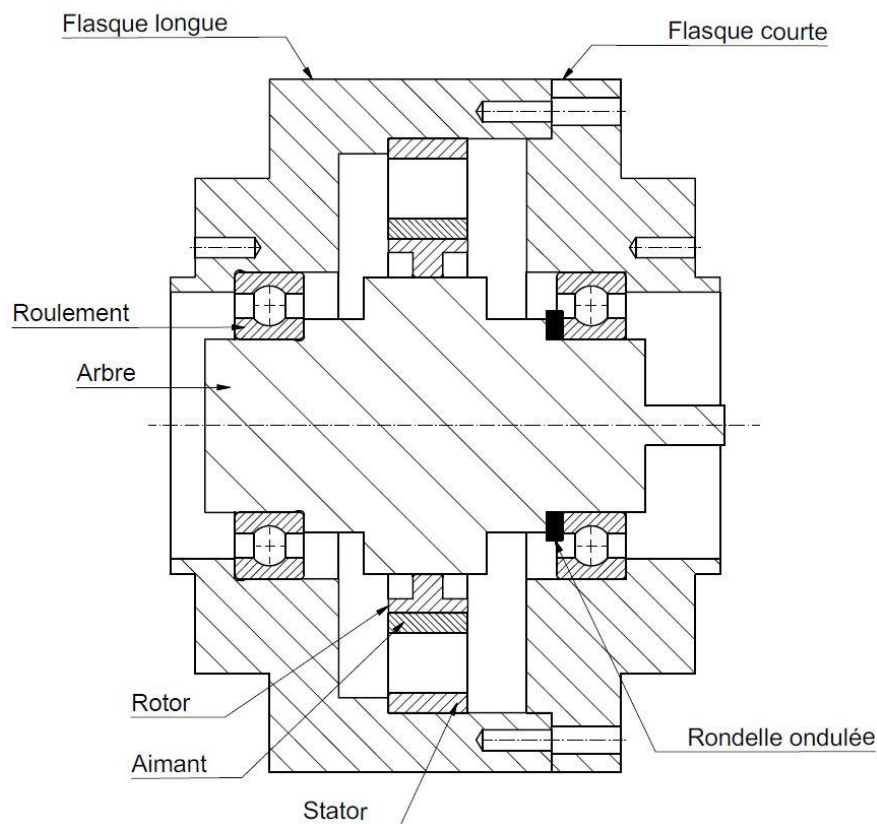 Flasque longue
Flasque courte
Roulement
Arbre
Rotor
Aimant
Stator
Rondelle ondulée